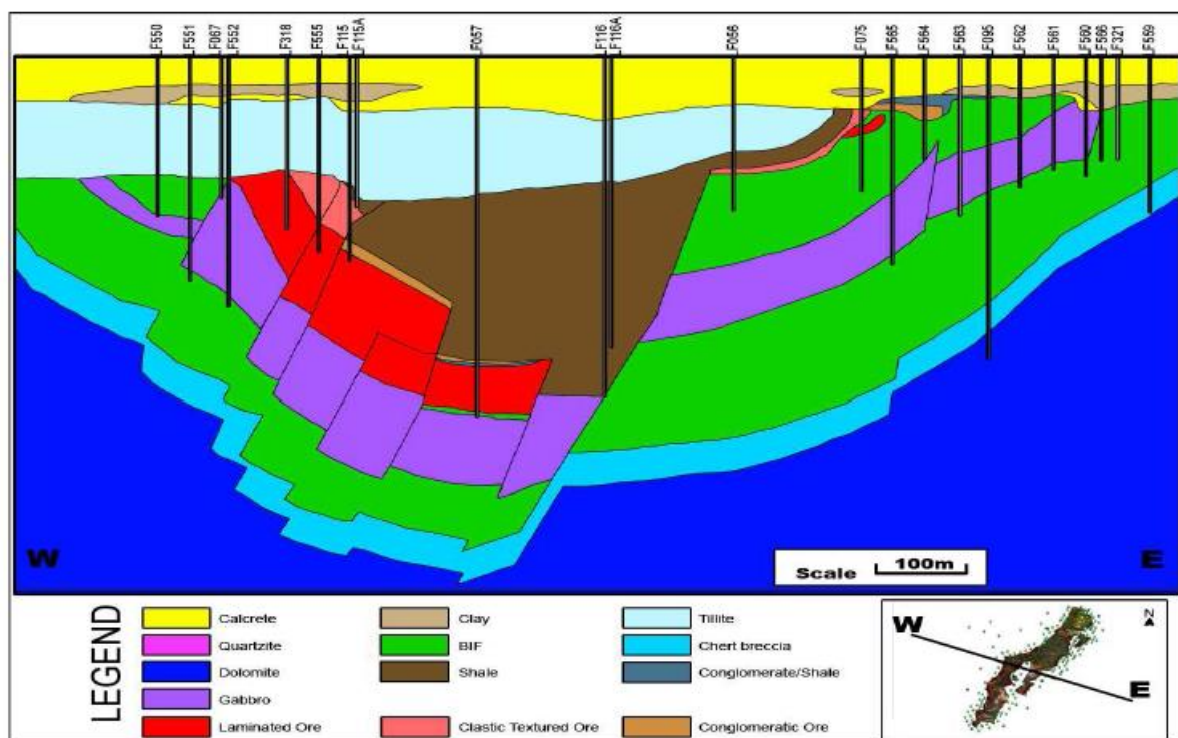 F550
F551
F067
F552
F318
F555
F115
F115A
F057
F116
F116A
F056
F075
F565
F564
F563
F095
F562
F561
F560
F566
F321
F559
W
Scale 100m
E
LEGEND
Calcrete Clay Tillite
Quartzite BIF Chert breccia
Dolomite Shale Conglomerate/Shale
Gabbro
Laminated Ore Clastic Textured Ore Conglomeratic Ore
W
N
E